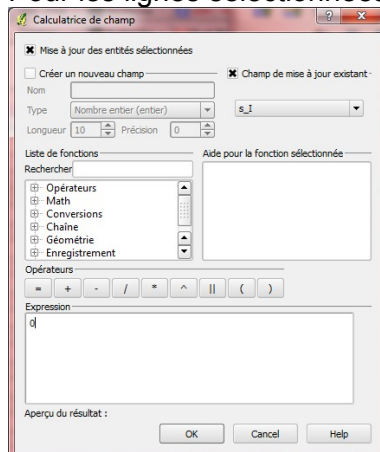 Pour les lignes sélectionnées
Calculatrice de champ
Mise à jour des entités sélectionnées
Créer un nouveau champ
Champ de mise à jour existant
Nom
Type Nombre entier (entier)
s_I
Longueur 10 Précision 0
Liste de fonctions
Aide pour la fonction sélectionnée
Rechercher
Opérateurs
Math
Conversions
Chaîne
Géométrie
Enregistrement
Opérateurs
= + - / * ^ || ( )
Expression
0
Aperçu du résultat :
OK Cancel Help